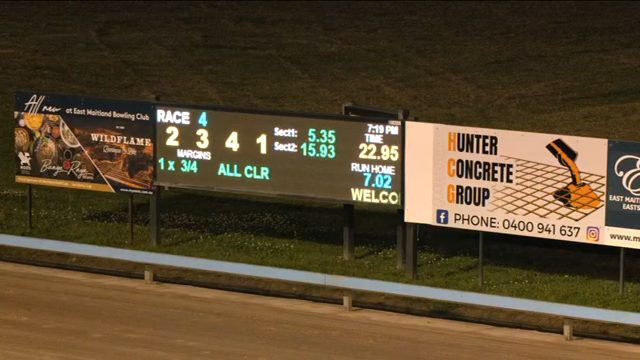 All new at East Maitland Bowling Club
WILDFLAME
RACE 4
2 3 4 1
MARGINS
1 x 3/4 ALL CLR
Sect1: 5.35
Sect2: 15.93
7:19 PM
TIME
22.95
RUN HOME
7.02
WELCO
HUNTER
CONCRETE
GROUP
PHONE: 0400 941 637
EAST MAITL
EASTS
www.m